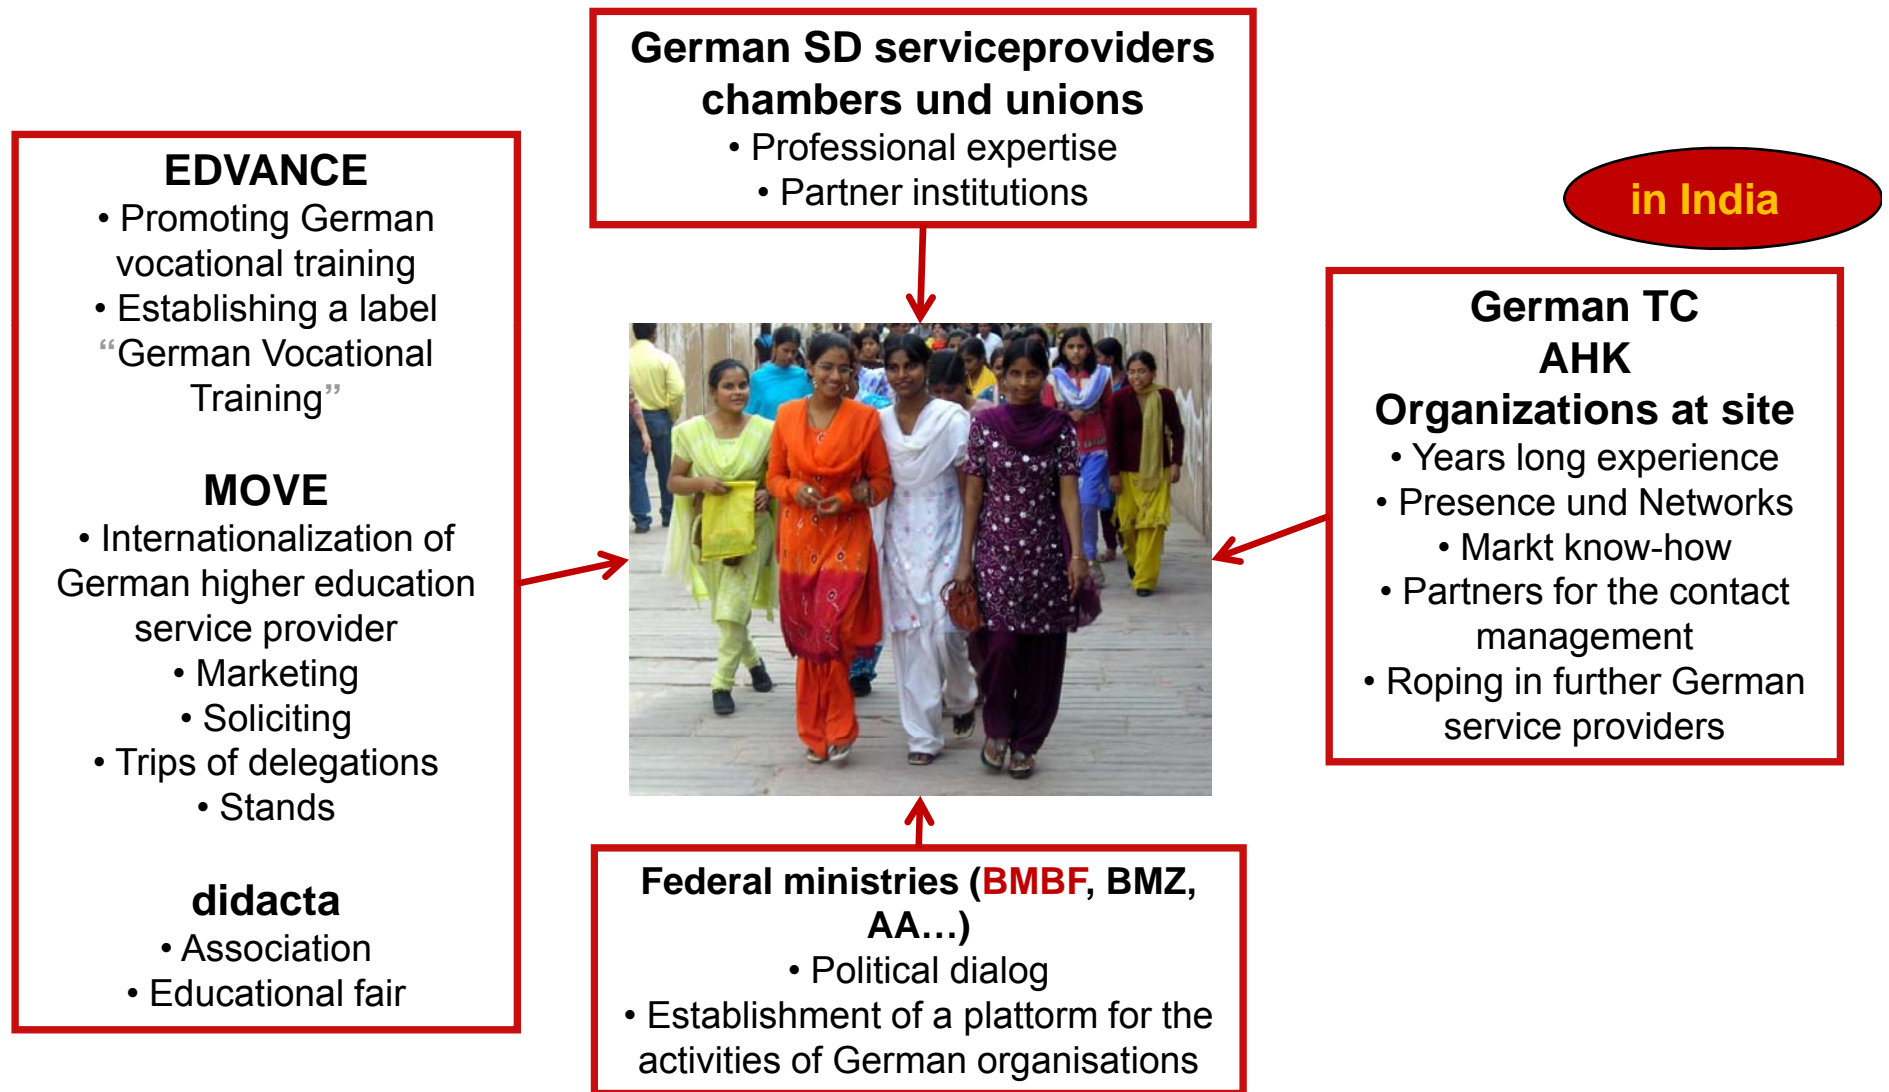 German SD serviceproviders
chambers und unions
• Professional expertise
• Partner institutions
EDVANCE
• Promoting German
vocational training
• Establishing a label
“German Vocational
Training”
MOVE
• Internationalization of
German higher education
service provider
• Marketing
• Soliciting
• Trips of delegations
• Stands
didacta
• Association
• Educational fair
in India
German TC
AHK
Organizations at site
• Years long experience
• Presence und Networks
• Markt know-how
• Partners for the contact
management
• Roping in further German
service providers
Federal ministries (BMBF, BMZ,
AA…)
• Political dialog
• Establishment of a plattorm for the
activities of German organisations